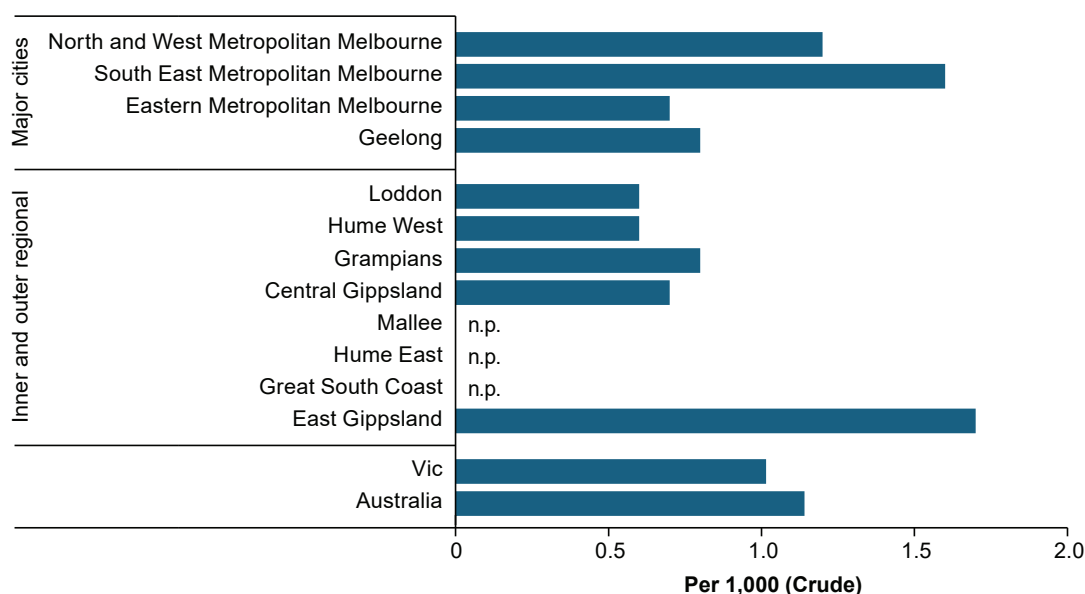 Major cities
North and West Metropolitan Melbourne
South East Metropolitan Melbourne
Eastern Metropolitan Melbourne
Geelong
Inner and outer regional
Loddon
Hume West
Grampians
Central Gippsland
Mallee n.p.
Hume East n.p.
Great South Coast n.p.
East Gippsland
Vic
Australia
0 0.5 1.0 1.5 2.0
Per 1,000 (Crude)